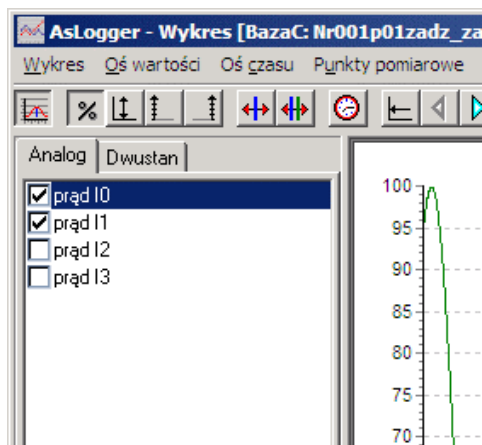 AsLogger - Wykres [BazaC: Nr001p01zadz_za
Wykres Oś wartości Oś czasu Punkty pomiarowe
%
Analog Dwustan
prąd I0
prąd I1
prąd I2
prąd I3
100
95
90
85
80
75
70